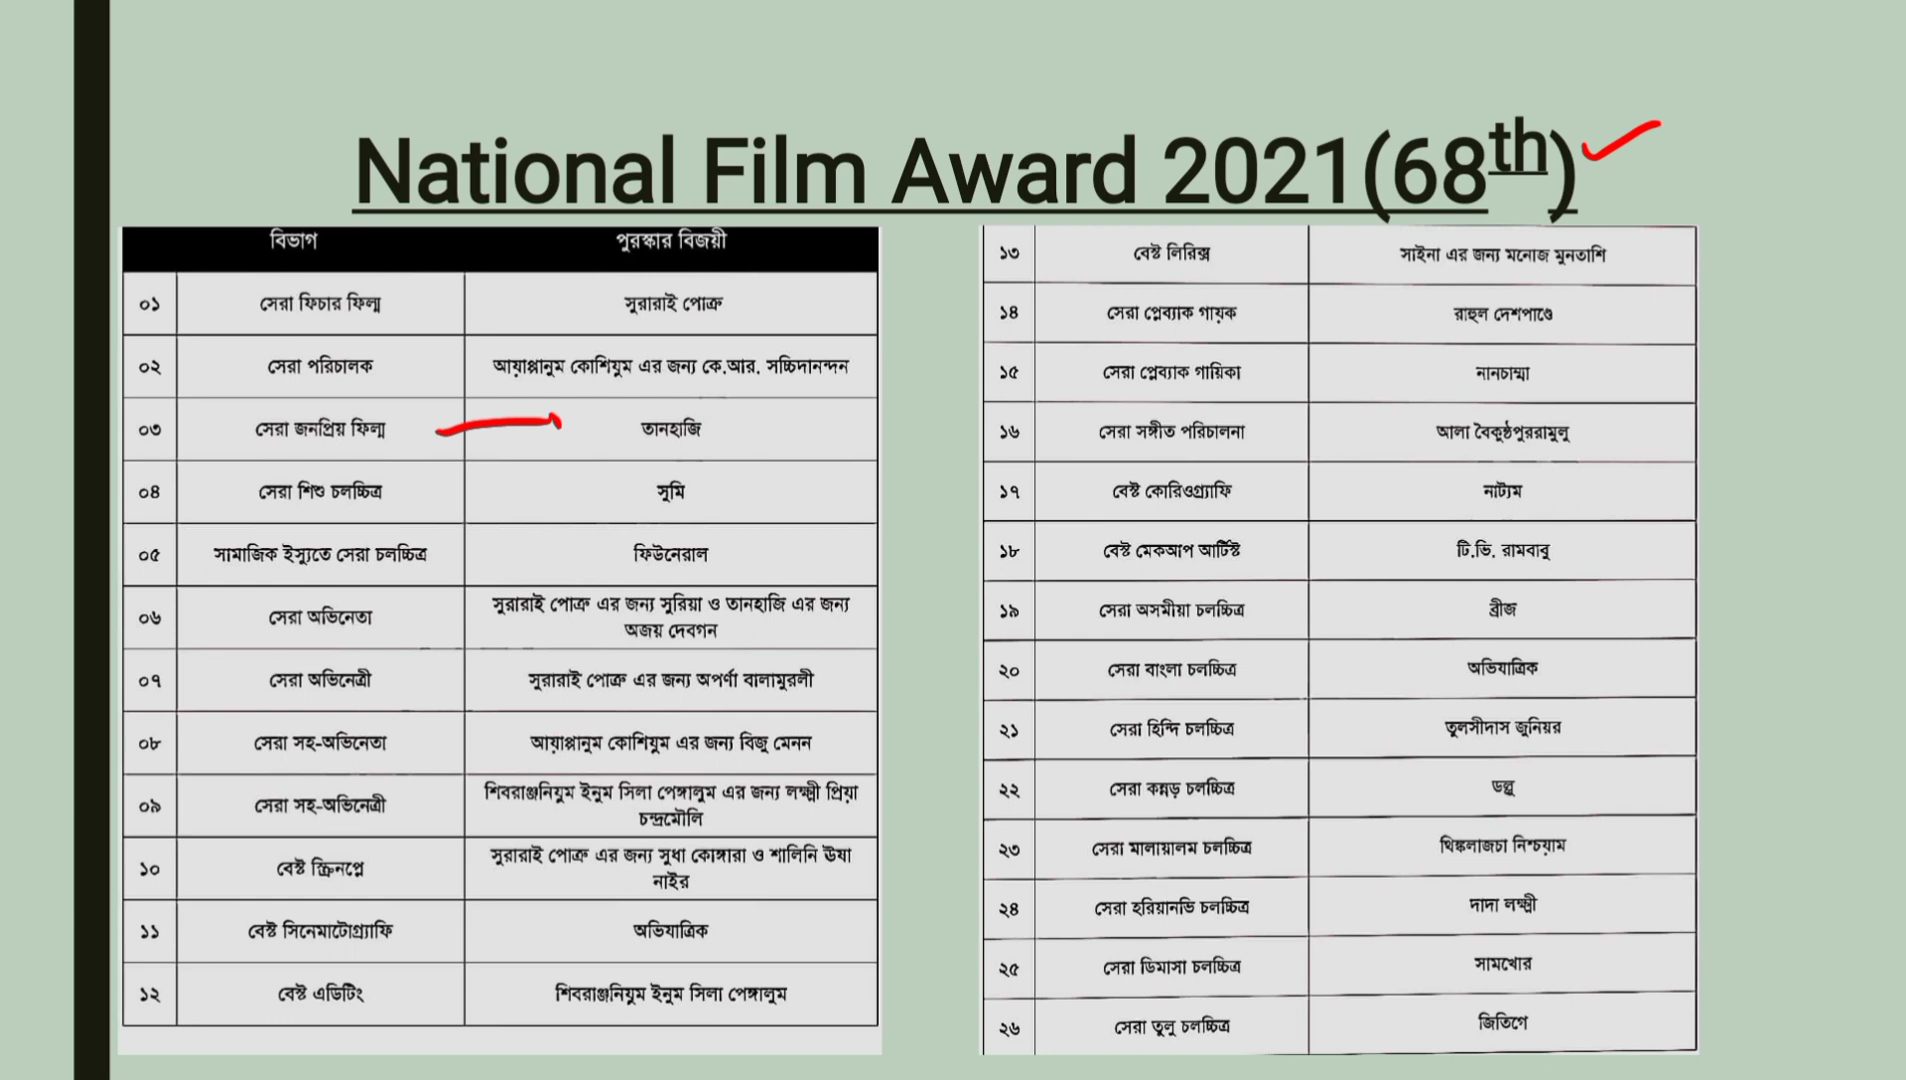 National Film Award 2021(68th)
বিভাগ পুরস্কার বিজয়ী
০১ সেরা ফিচার ফিল্ম সুরারাই পোত্রু
০২ সেরা পরিচালক আয়াপ্পানুম কোশিয়ুম এর জন্য কে.আর. সচ্চিদানন্দন
০৩ সেরা জনপ্রিয় ফিল্ম তানহাজি
০৪ সেরা শিশু চলচ্চিত্র সুমি
০৫ সামাজিক ইস্যুতে সেরা চলচ্চিত্র ফিউনেরাল
০৬ সেরা অভিনেতা সুরারাই পোত্রু এর জন্য সুরিয়া ও তানহাজি এর জন্য
অজয় দেবগন
০৭ সেরা অভিনেত্রী সুরারাই পোত্রু এর জন্য অপর্ণা বালামুরলী
০৮ সেরা সহ-অভিনেতা আয়াপ্পানুম কোশিয়ুম এর জন্য বিজু মেনন
০৯ সেরা সহ-অভিনেত্রী শিবরাঞ্জনিয়ুম ইনুম সিলা পেঙ্গালুম এর জন্য লক্ষ্মী প্রিয়া
চন্দ্রমৌলি
১০ বেস্ট স্ক্রিনপ্লে সুরারাই পোত্রু এর জন্য সুধা কোঙ্গারা ও শালিনি ঊষা
নাইর
১১ বেস্ট সিনেমাটোগ্র্যাফি অভিযাত্রিক
১২ বেস্ট এডিটিং শিবরাঞ্জনিয়ুম ইনুম সিলা পেঙ্গালুম
১৩ বেস্ট লিরিক্স সাইনা এর জন্য মনোজ মুনতাশি
১৪ সেরা প্লেব্যাক গায়ক রাহুল দেশপাণ্ডে
১৫ সেরা প্লেব্যাক গায়িকা নানচাম্মা
১৬ সেরা সঙ্গীত পরিচালনা আলা বৈকুন্ঠপুররামুলু
১৭ বেস্ট কোরিওগ্র্যাফি নাট্যম
১৮ বেস্ট মেকআপ আর্টিস্ট টি.ভি. রামবাবু
১৯ সেরা অসমীয়া চলচ্চিত্র ব্রীজ
২০ সেরা বাংলা চলচ্চিত্র অভিযাত্রিক
২১ সেরা হিন্দি চলচ্চিত্র তুলসীদাস জুনিয়র
২২ সেরা কন্নড় চলচ্চিত্র ডল্লু
২৩ সেরা মালায়ালম চলচ্চিত্র থিঙ্কলাজচা নিশ্চয়াম
২৪ সেরা হরিয়ানভি চলচ্চিত্র দাদা লক্ষ্মী
২৫ সেরা ডিমাসা চলচ্চিত্র সামখোর
২৬ সেরা তুলু চলচ্চিত্র জিতিগে